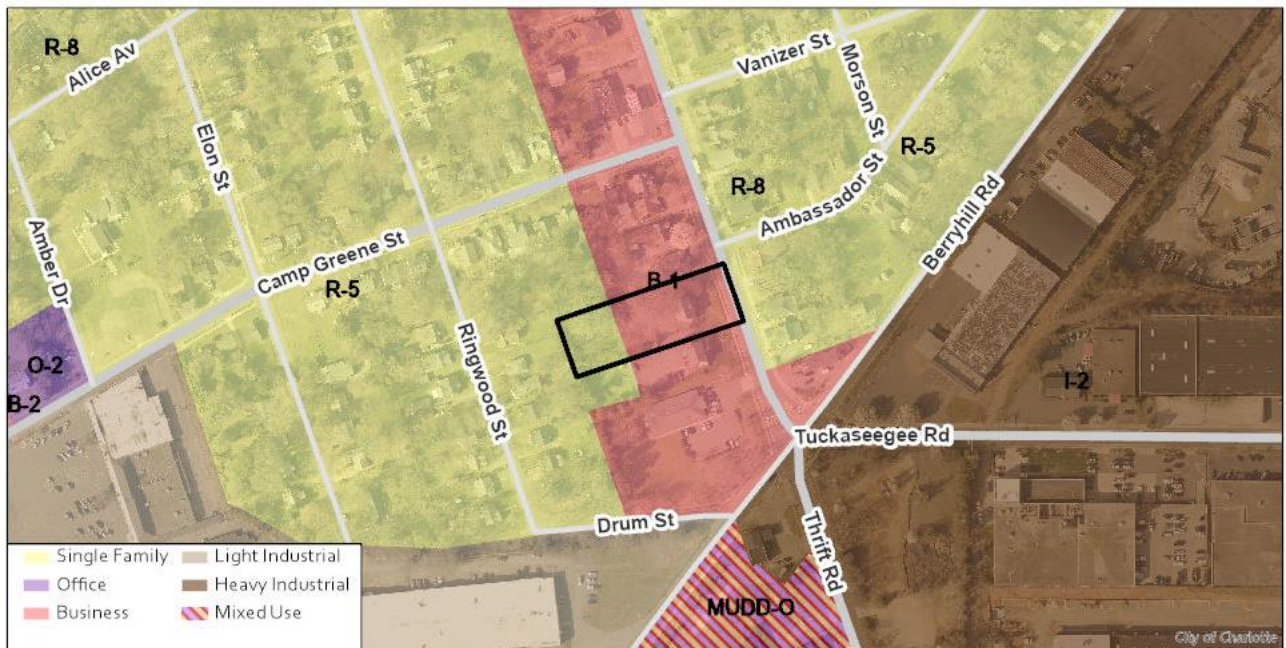 R-8
Alice Av
Elon St
Vanizer St
Morson St
R-5
R-8
Ambassador St
Berryhill Rd
Amber Dr
Camp Greene St
R-5
B-1
Ringwood St
O-2
B-2
I-2
Tuckaseegee Rd
Drum St
Thrift Rd
MUDD-O
Single Family
Light Industrial
Office
Heavy Industrial
Business
Mixed Use
City of Charlotte